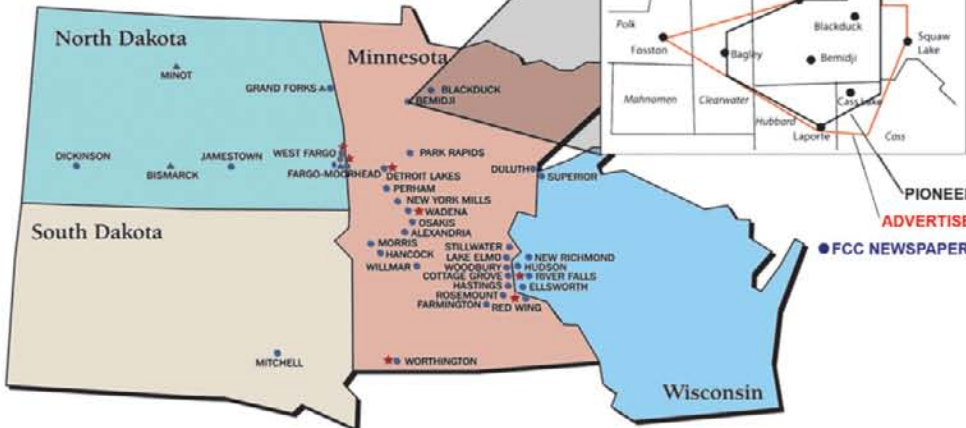 North Dakota
MINOT
GRAND FORKS
DICKINSON
BISMARCK
JAMESTOWN
WEST FARGO
FARGO-MOORHEAD
South Dakota
MITCHELL
Minnesota
BLACKDUCK
BEMIDJI
PARK RAPIDS
DETROIT LAKES
PERHAM
NEW YORK MILLS
WADENA
OSAKIS
ALEXANDRIA
MORRIS
HANCOCK
WILLMAR
STILLWATER
LAKE ELMO
WOODBURY
COTTAGE GROVE
HASTINGS
ROSEMOUNT
FARMINGTON
RED WING
WORTHINGTON
DULUTH
SUPERIOR
NEW RICHMOND
HUDSON
RIVER FALLS
ELLSWORTH
Wisconsin
Polk
Fosston
Bagley
Blackduck
Bemidji
Squaw
Lake
Mahnomen
Clearwater
Hubbard
Cass Lake
Laporte
Cass
PIONEE
ADVERTISE
FCC NEWSPAPER